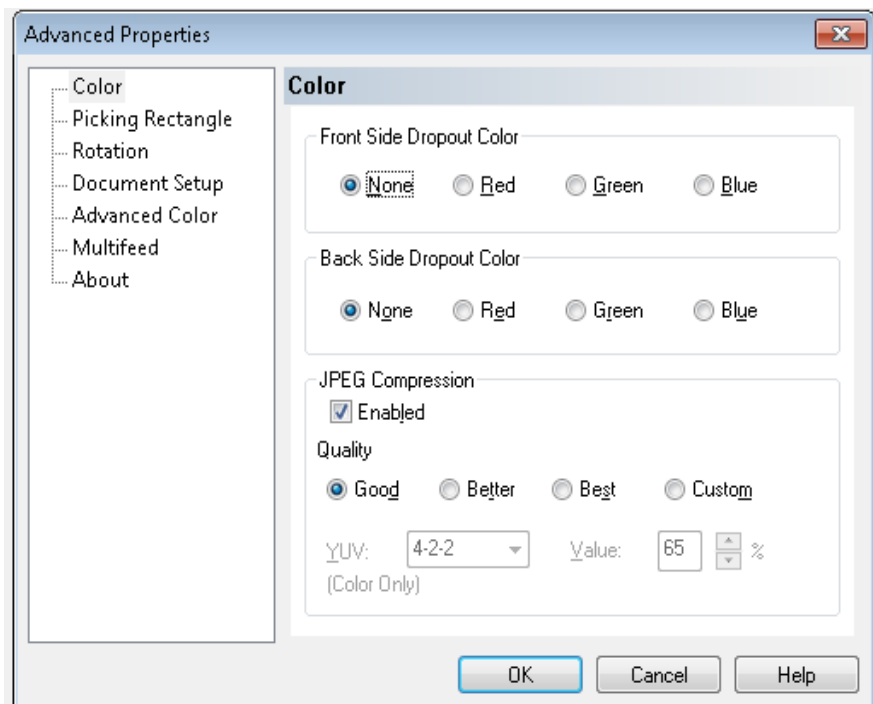 Advanced Properties
Color
Picking Rectangle
Rotation
Document Setup
Advanced Color
Multifeed
About
Color
Front Side Dropout Color
None Red Green Blue
Back Side Dropout Color
None Red Green Blue
JPEG Compression
Enabled
Quality
Good Better Best Custom
YUV: 4-2-2 Value: 65 %
(Color Only)
OK Cancel Help